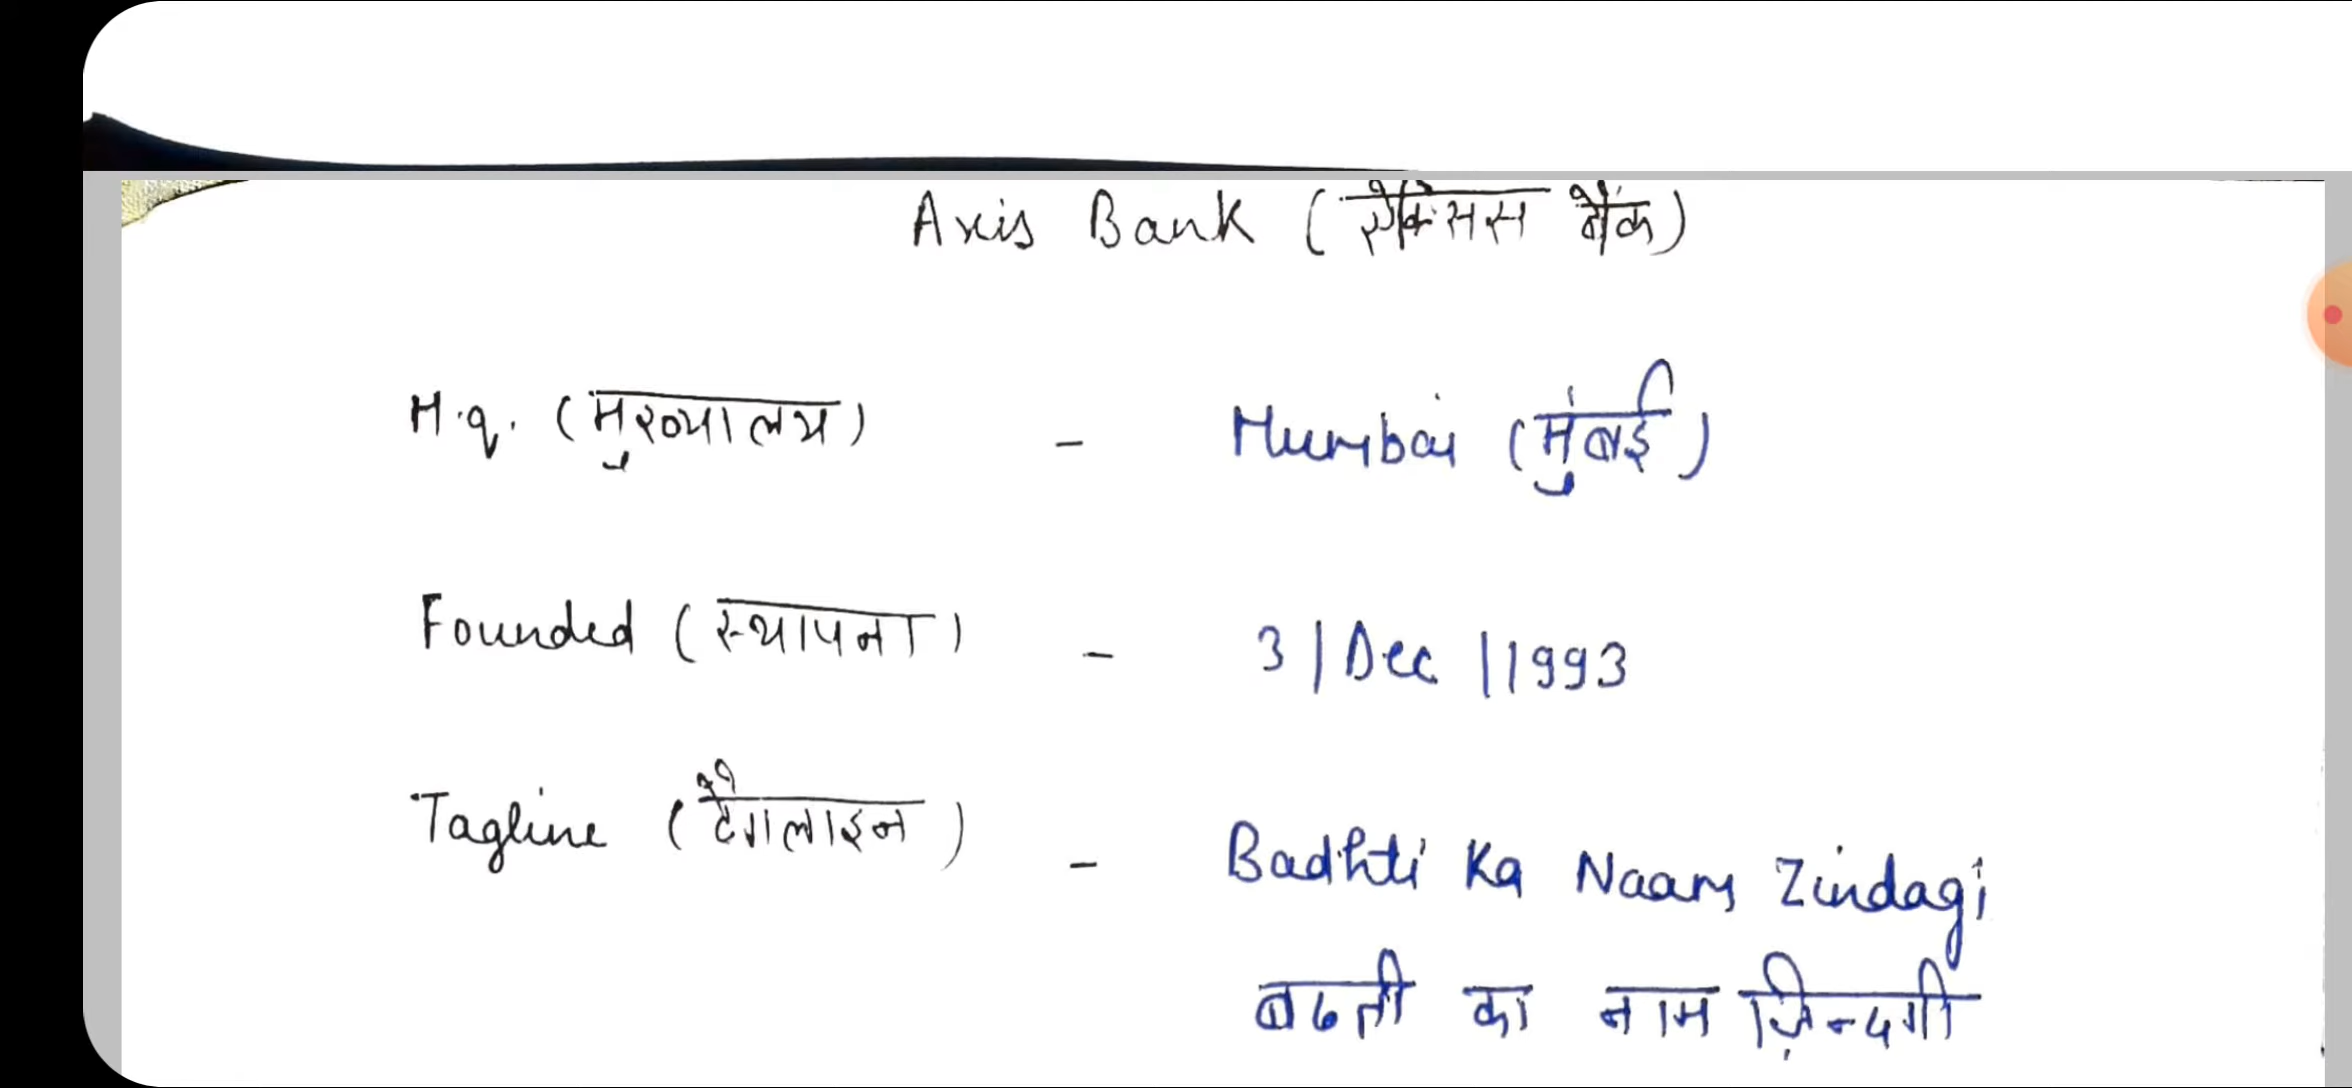 Axis Bank (ऐक्सिस बैंक)
H.q. (मुख्यालय) - Mumbai (मुंबई)
Founded (स्थापना) - 3/Dec/1993
Tagline (टैगलाइन) - Badhti Ka Naam Zindagi
बढती का नाम ज़िन्दगी